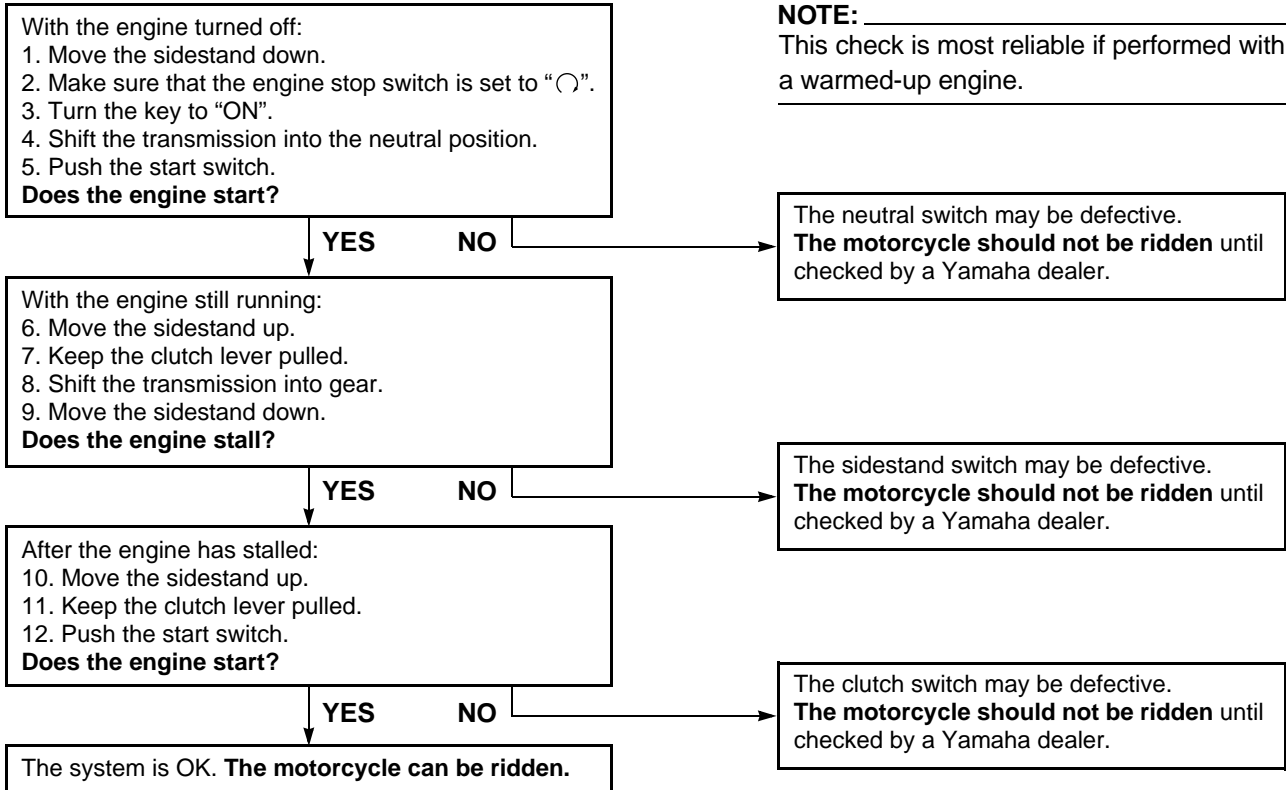 With the engine turned off:
1. Move the sidestand down.
2. Make sure that the engine stop switch is set to “ ”.
3. Turn the key to “ON”.
4. Shift the transmission into the neutral position.
5. Push the start switch.
Does the engine start?
NOTE:
This check is most reliable if performed with
a warmed-up engine.
YES NO
The neutral switch may be defective.
The motorcycle should not be ridden until
checked by a Yamaha dealer.
With the engine still running:
6. Move the sidestand up.
7. Keep the clutch lever pulled.
8. Shift the transmission into gear.
9. Move the sidestand down.
Does the engine stall?
YES NO
The sidestand switch may be defective.
The motorcycle should not be ridden until
checked by a Yamaha dealer.
After the engine has stalled:
10. Move the sidestand up.
11. Keep the clutch lever pulled.
12. Push the start switch.
Does the engine start?
YES NO
The clutch switch may be defective.
The motorcycle should not be ridden until
checked by a Yamaha dealer.
The system is OK. The motorcycle can be ridden.